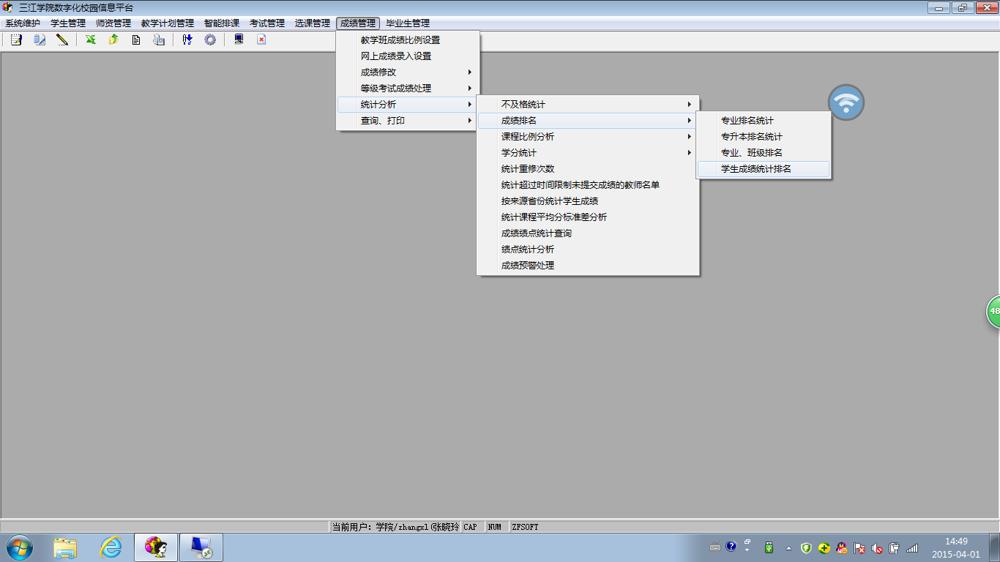 三江学院数字化校园信息平台
系统维护 学生管理 师资管理 教学计划管理 智能排课 考试管理 选课管理 成绩管理 毕业生管理
教学班成绩比例设置
网上成绩录入设置
成绩修改
等级考试成绩处理
统计分析
查询、打印
不及格统计
成绩排名
课程比例分析
学分统计
统计重修次数
统计超过时间限制未提交成绩的教师名单
按来源省份统计学生成绩
统计课程平均分标准差分析
成绩绩点统计查询
绩点统计分析
成绩预警处理
专业排名统计
专升本排名统计
专业、班级排名
学生成绩统计排名
48
当前用户：学院/zhangxl(张晓玲 CAP NUM ZFSOFT
14:49
2015-04-01